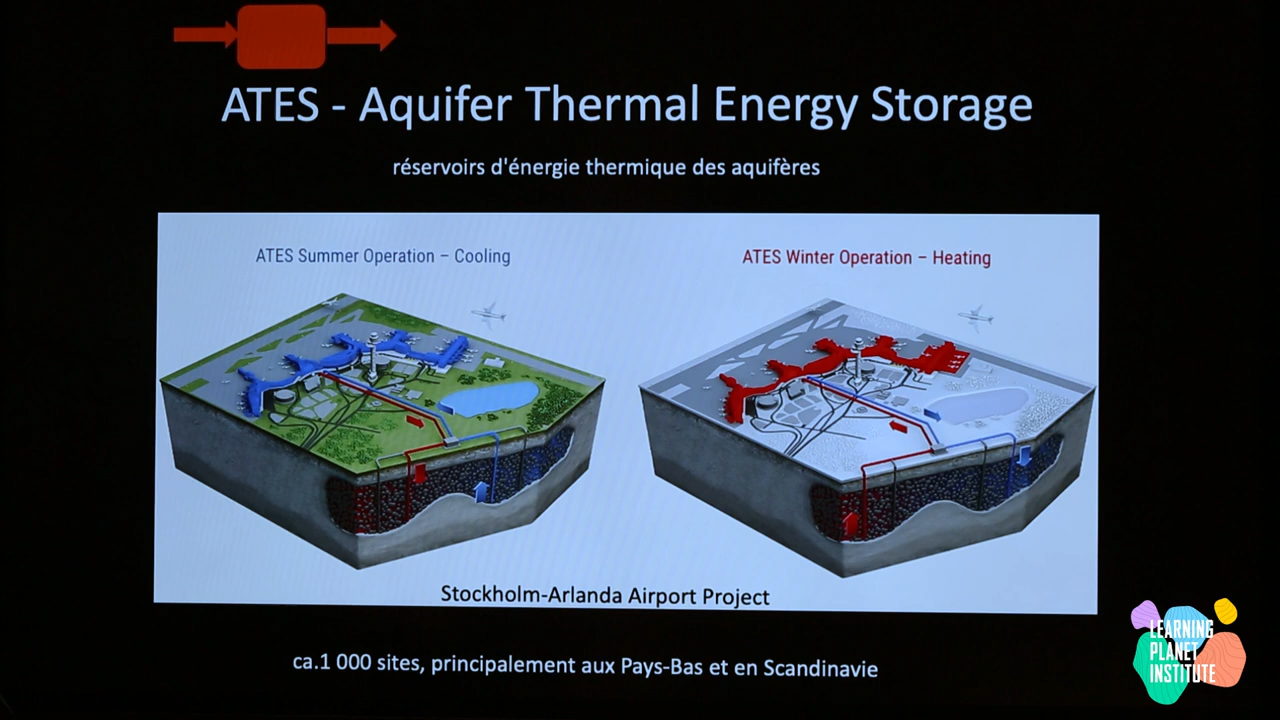 ATES - Aquifer Thermal Energy Storage
réservoirs d'énergie thermique des aquifères
ATES Summer Operation – Cooling
ATES Winter Operation – Heating
Stockholm-Arlanda Airport Project
ca.1 000 sites, principalement aux Pays-Bas et en Scandinavie
LEARNING
PLANET
INSTITUTE